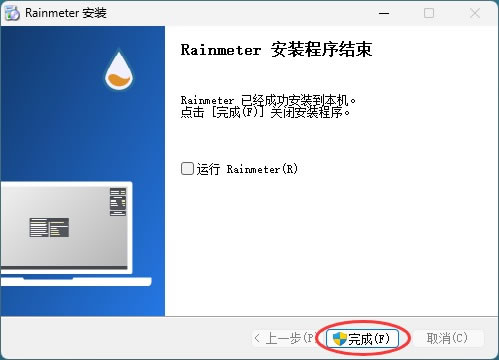 Rainmeter 安装
Rainmeter 安装程序结束
Rainmeter 已经成功安装到本机。
点击 [完成(F)] 关闭安装程序。
运行 Rainmeter(R)
< 上一步(P 完成(F) 取消(C)